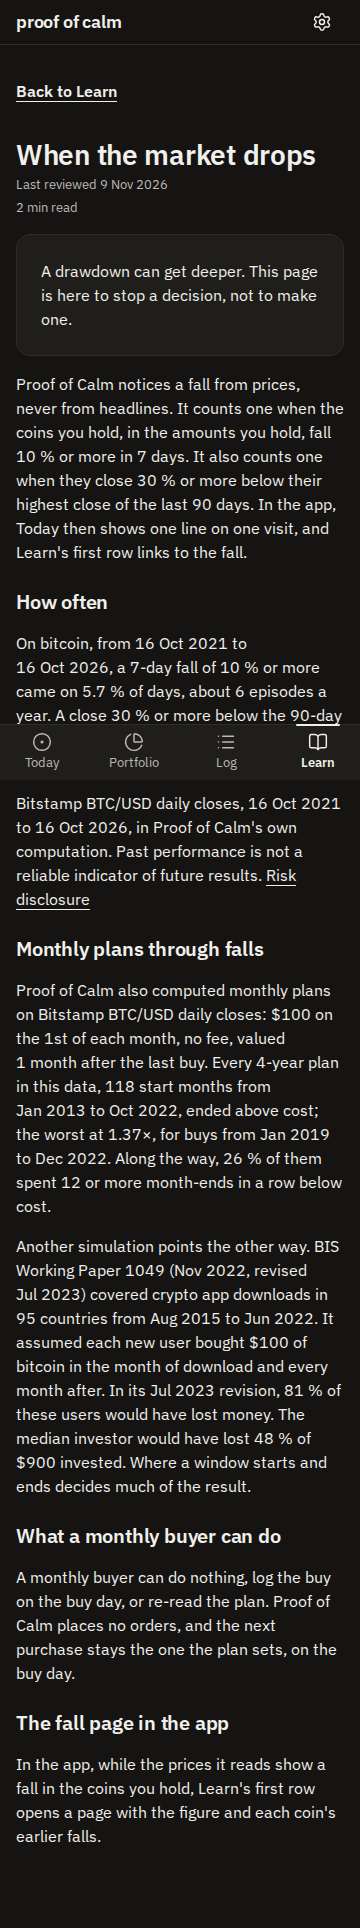 proof of calm
Back to Learn
When the market drops
Last reviewed 9 Nov 2026
2 min read
A drawdown can get deeper. This page
is here to stop a decision, not to make
one.
Proof of Calm notices a fall from prices,
never from headlines. It counts one when the
coins you hold, in the amounts you hold, fall
10 % or more in 7 days. It also counts one
when they close 30 % or more below their
highest close of the last 90 days. In the app,
Today then shows one line on one visit, and
Learn's first row links to the fall.
How often
On bitcoin, from 16 Oct 2021 to
16 Oct 2026, a 7-day fall of 10 % or more
came on 5.7 % of days, about 6 episodes a
year. A close 30 % or more below the 90-day
Today
Portfolio
Log
Learn
Bitstamp BTC/USD daily closes, 16 Oct 2021
to 16 Oct 2026, in Proof of Calm's own
computation. Past performance is not a
reliable indicator of future results. Risk
disclosure
Monthly plans through falls
Proof of Calm also computed monthly plans
on Bitstamp BTC/USD daily closes: $100 on
the 1st of each month, no fee, valued
1 month after the last buy. Every 4-year plan
in this data, 118 start months from
Jan 2013 to Oct 2022, ended above cost;
the worst at 1.37×, for buys from Jan 2019
to Dec 2022. Along the way, 26 % of them
spent 12 or more month-ends in a row below
cost.
Another simulation points the other way. BIS
Working Paper 1049 (Nov 2022, revised
Jul 2023) covered crypto app downloads in
95 countries from Aug 2015 to Jun 2022. It
assumed each new user bought $100 of
bitcoin in the month of download and every
month after. In its Jul 2023 revision, 81 % of
these users would have lost money. The
median investor would have lost 48 % of
$900 invested. Where a window starts and
ends decides much of the result.
What a monthly buyer can do
A monthly buyer can do nothing, log the buy
on the buy day, or re-read the plan. Proof of
Calm places no orders, and the next
purchase stays the one the plan sets, on the
buy day.
The fall page in the app
In the app, while the prices it reads show a
fall in the coins you hold, Learn's first row
opens a page with the figure and each coin's
earlier falls.